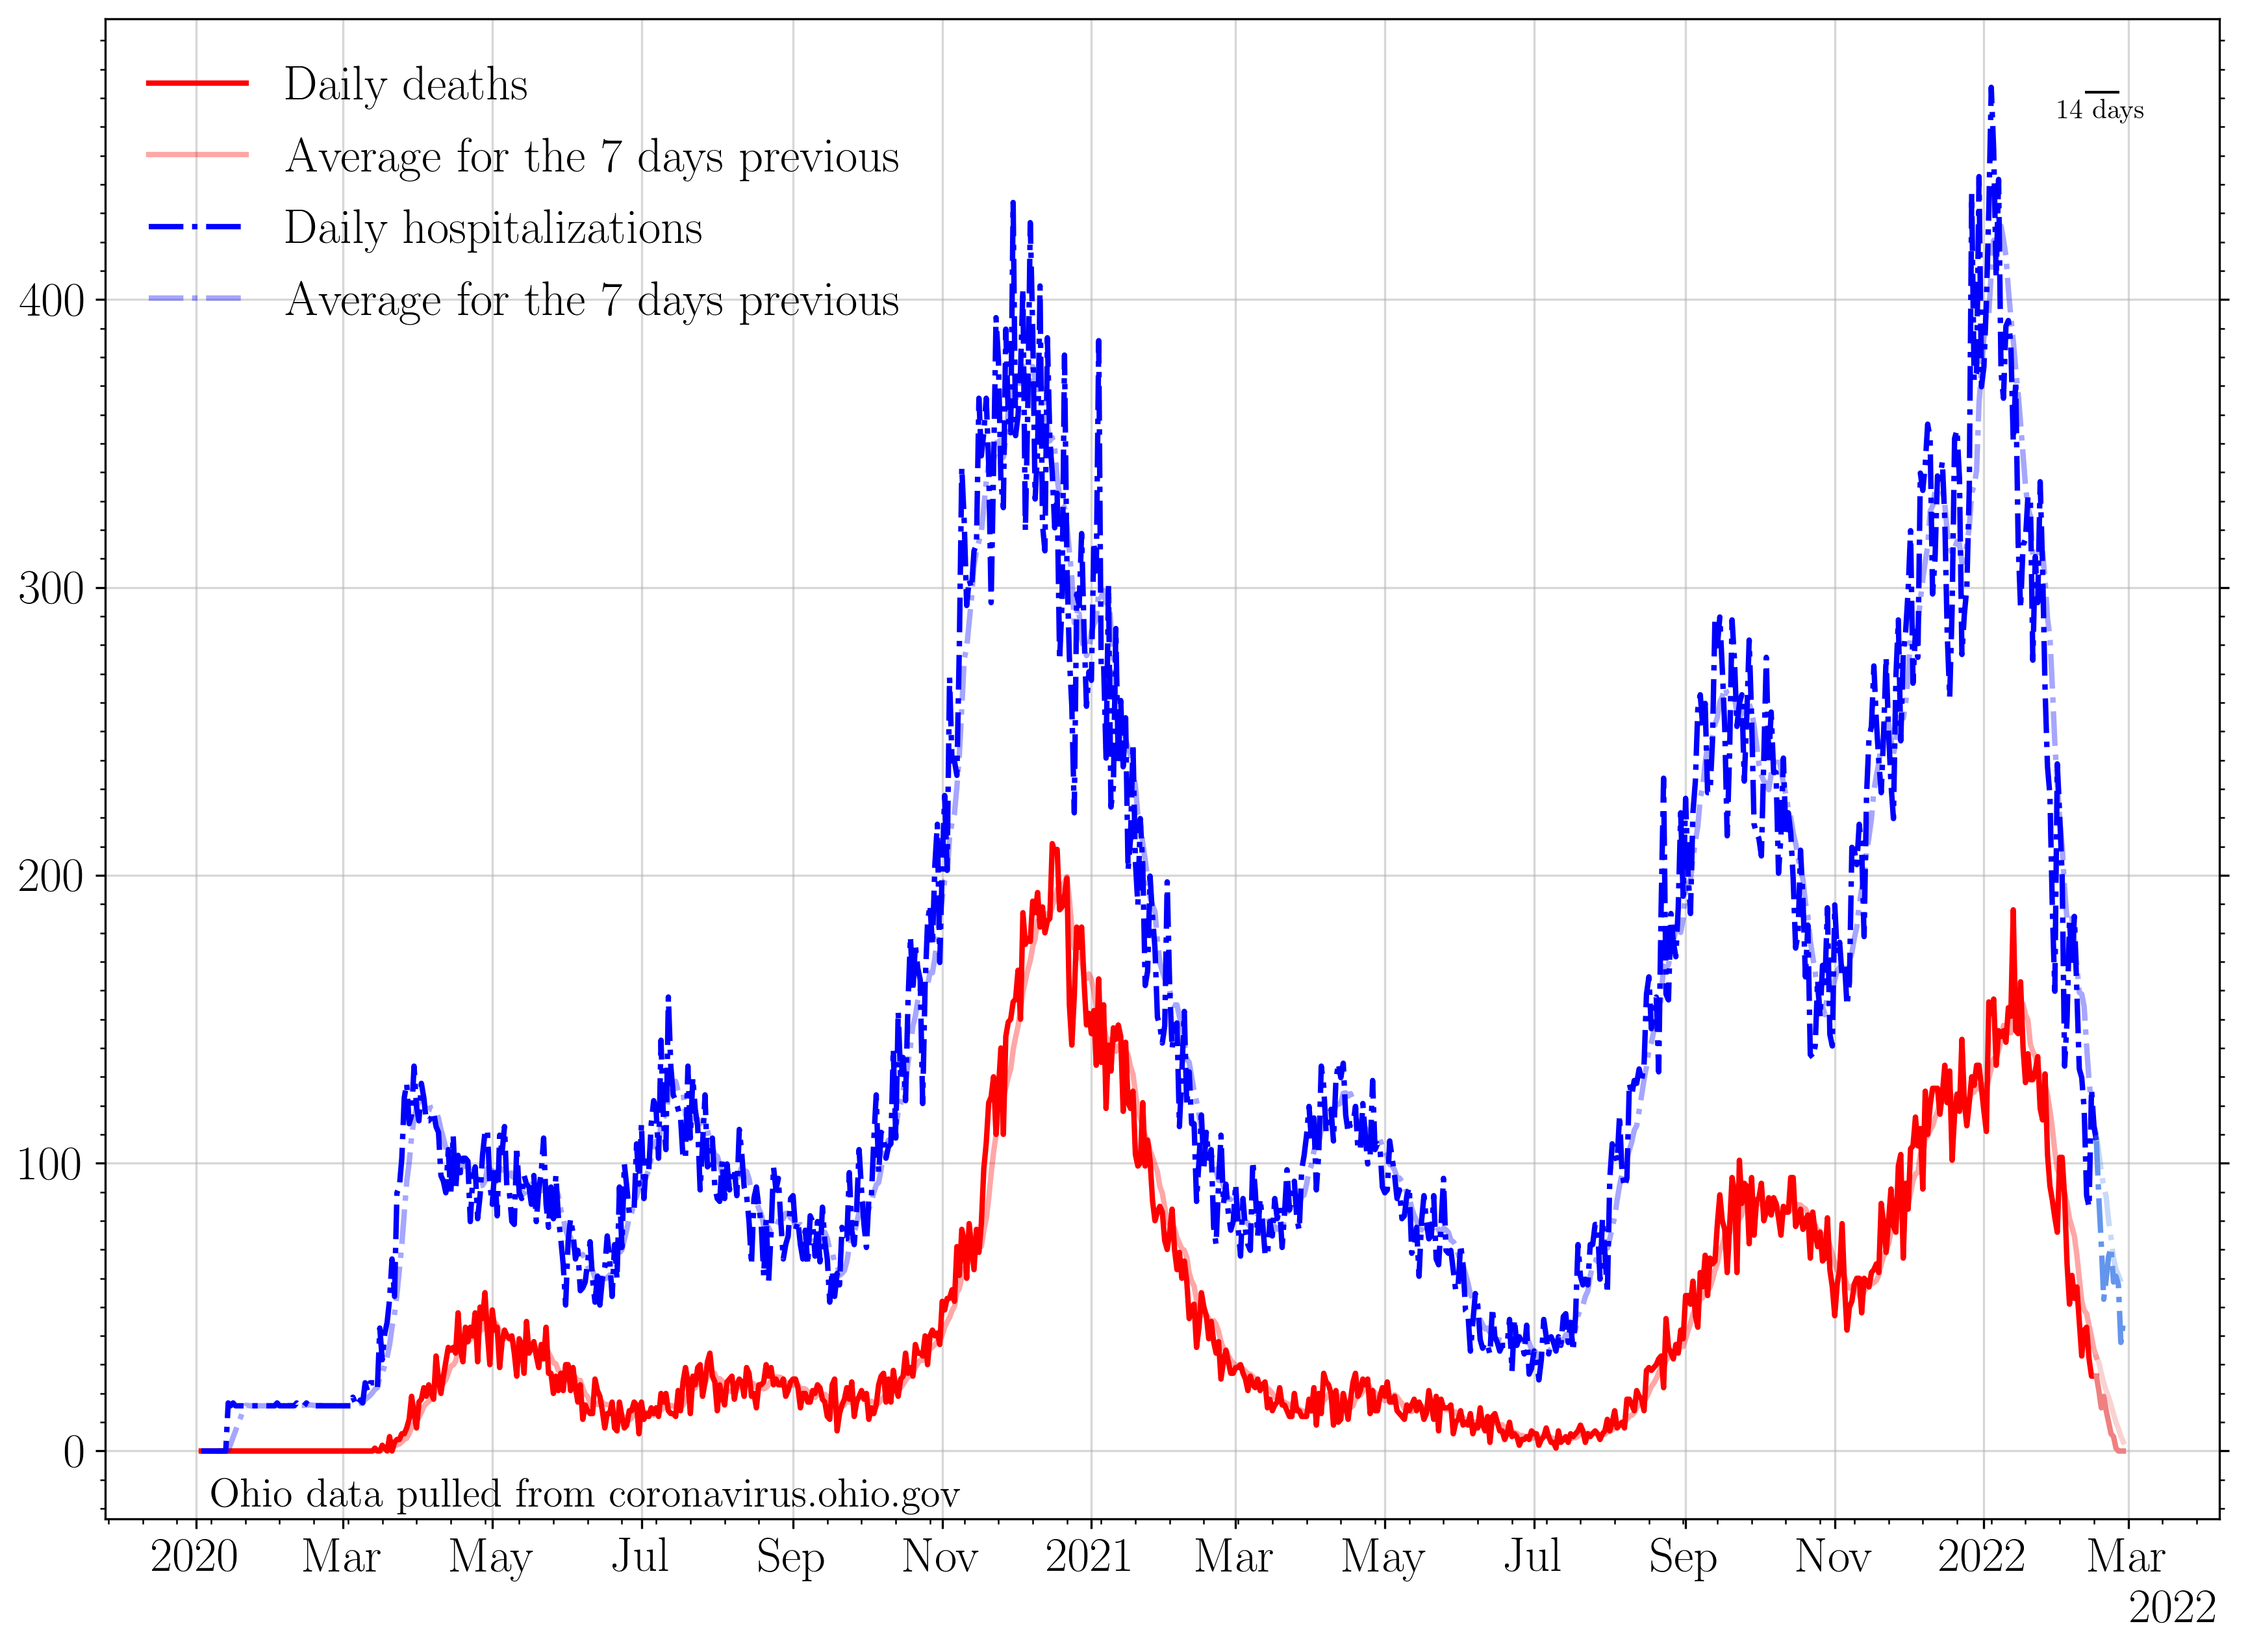 Daily deaths
Average for the 7 days previous
Daily hospitalizations
Average for the 7 days previous
14 days
400
300
200
100
0
Ohio data pulled from coronavirus.ohio.gov
2020 Mar May Jul Sep Nov 2021 Mar May Jul Sep Nov 2022 Mar
2022